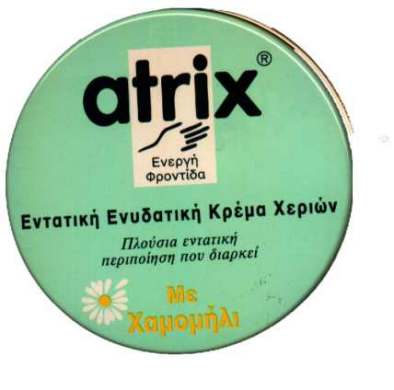 atrix®
Ενεργή
Φροντίδα
Εντατική Ενυδατική Κρέμα Χεριών
Πλούσια εντατική
περιποίηση που διαρκεί
Με
Χαμομήλι